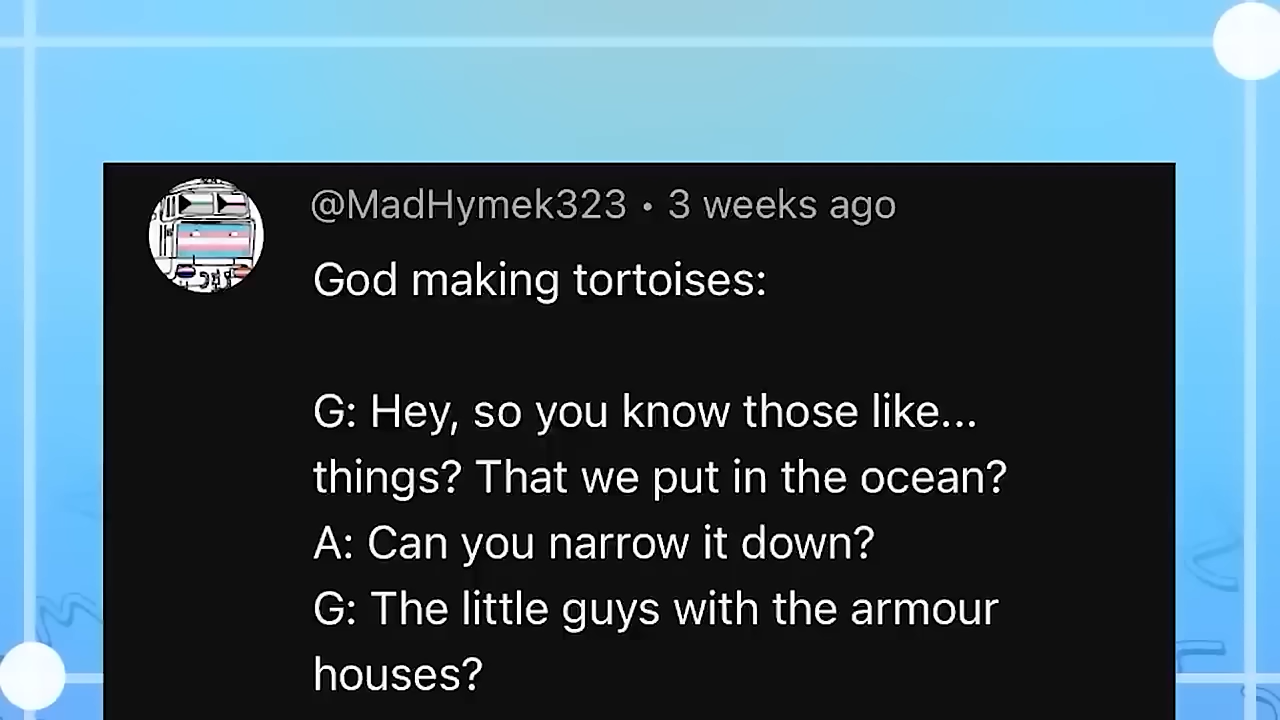 @MadHymek323 • 3 weeks ago
God making tortoises:
G: Hey, so you know those like...
things? That we put in the ocean?
A: Can you narrow it down?
G: The little guys with the armour
houses?